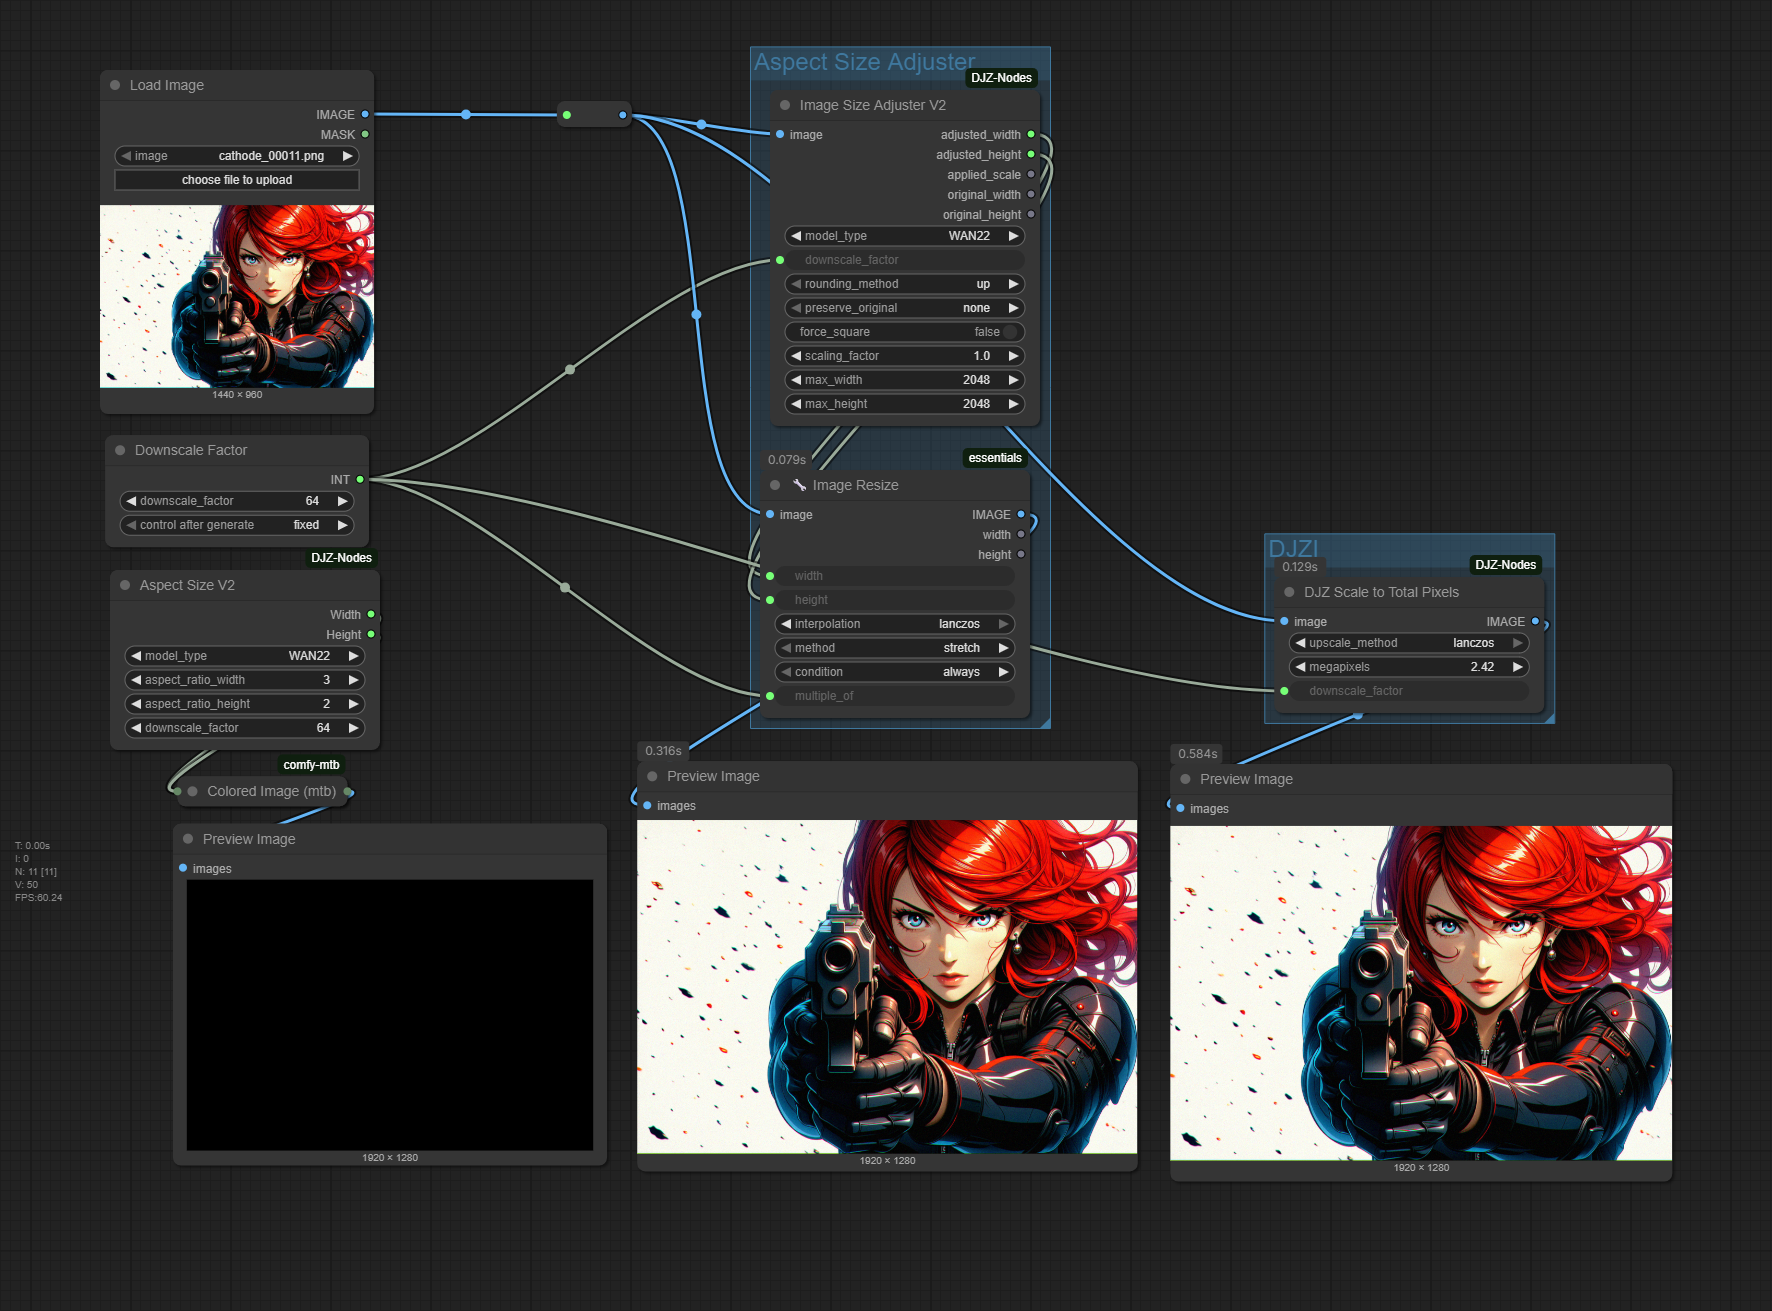 Load Image
IMAGE
MASK
image cathode_00011.png
choose file to upload
1440 × 960
Downscale Factor
INT
downscale_factor 64
control after generate fixed
DJZ-Nodes
Aspect Size V2
Width
Height
model_type WAN22
aspect_ratio_width 3
aspect_ratio_height 2
downscale_factor 64
comfy-mtb
Colored Image (mtb)
Preview Image
images
1920 × 1280
T: 0.00s
I: 0
N: 11 [11]
V: 50
FPS:60.24
Aspect Size Adjuster
DJZ-Nodes
Image Size Adjuster V2
image adjusted_width
adjusted_height
applied_scale
original_width
original_height
model_type WAN22
downscale_factor
rounding_method up
preserve_original none
force_square false
scaling_factor 1.0
max_width 2048
max_height 2048
0.079s essentials
Image Resize
image IMAGE
width
height
width
height
interpolation lanczos
method stretch
condition always
multiple_of
0.316s
Preview Image
images
1920 × 1280
DJZI
0.129s DJZ-Nodes
DJZ Scale to Total Pixels
image IMAGE
upscale_method lanczos
megapixels 2.42
downscale_factor
0.584s
Preview Image
images
1920 × 1280